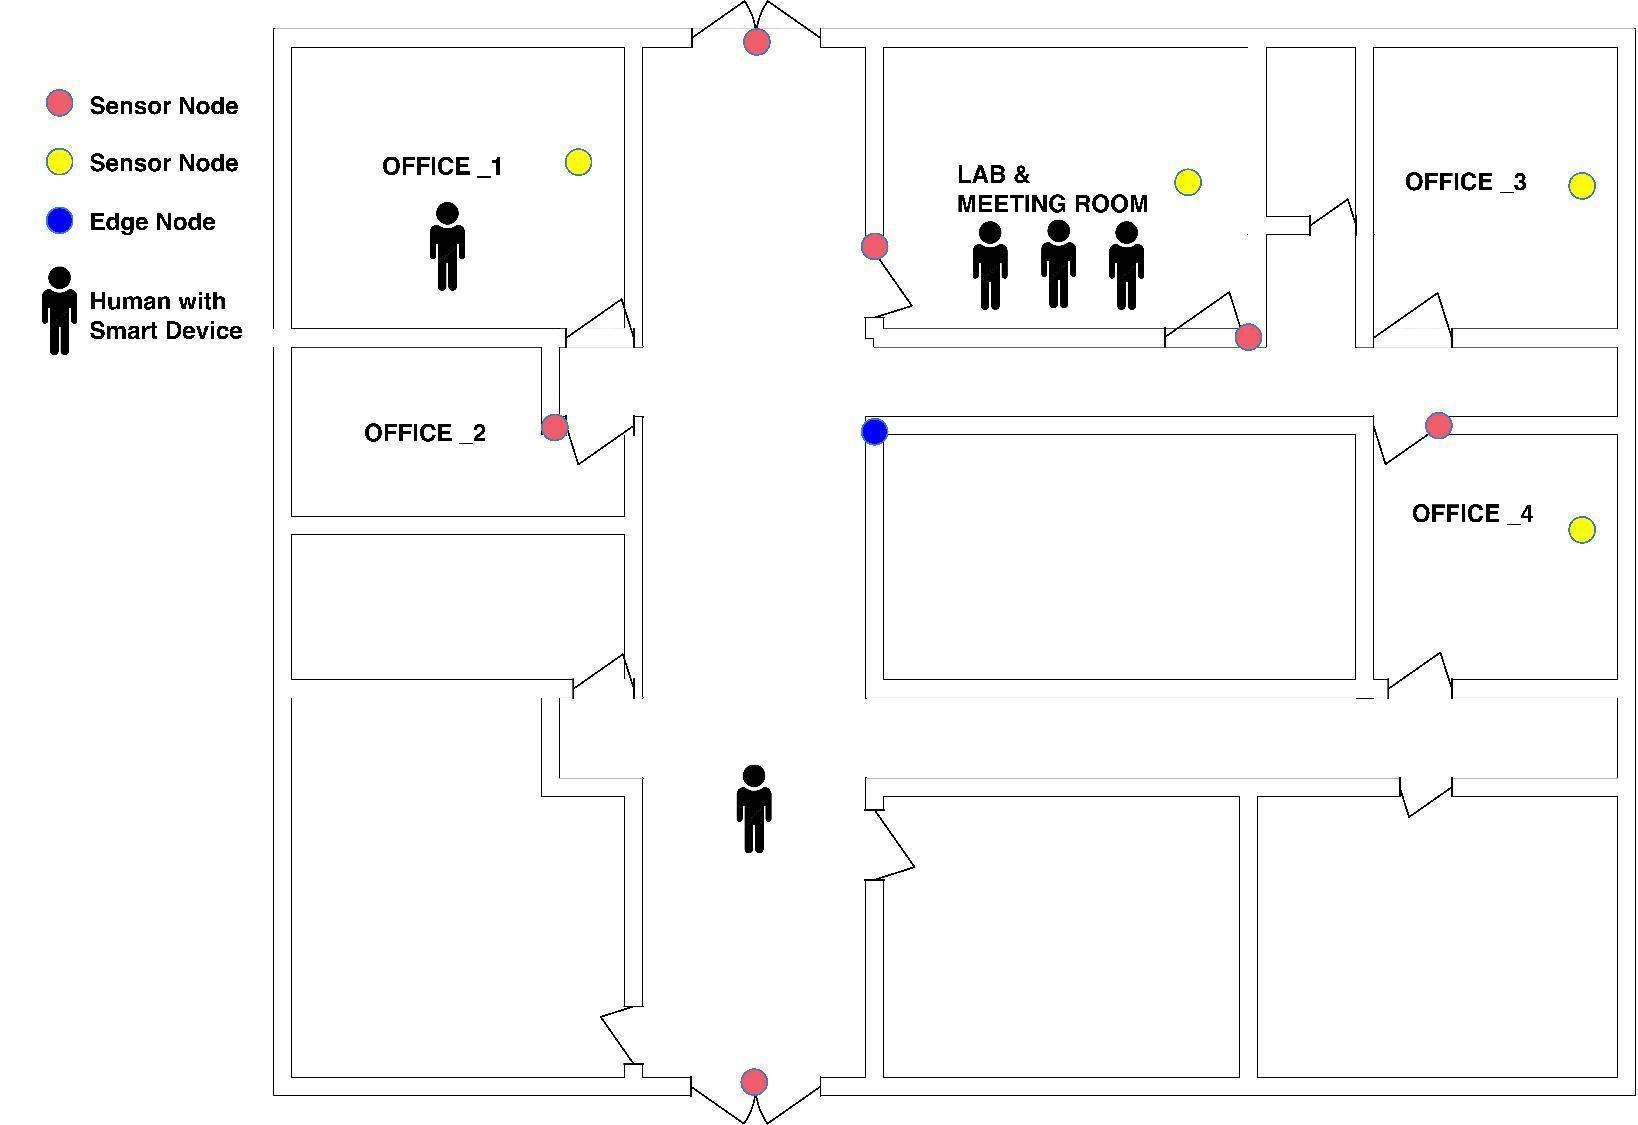 Sensor Node
Sensor Node
Edge Node
Human with
Smart Device
OFFICE _1
LAB &
MEETING ROOM
OFFICE _3
OFFICE _2
OFFICE _4